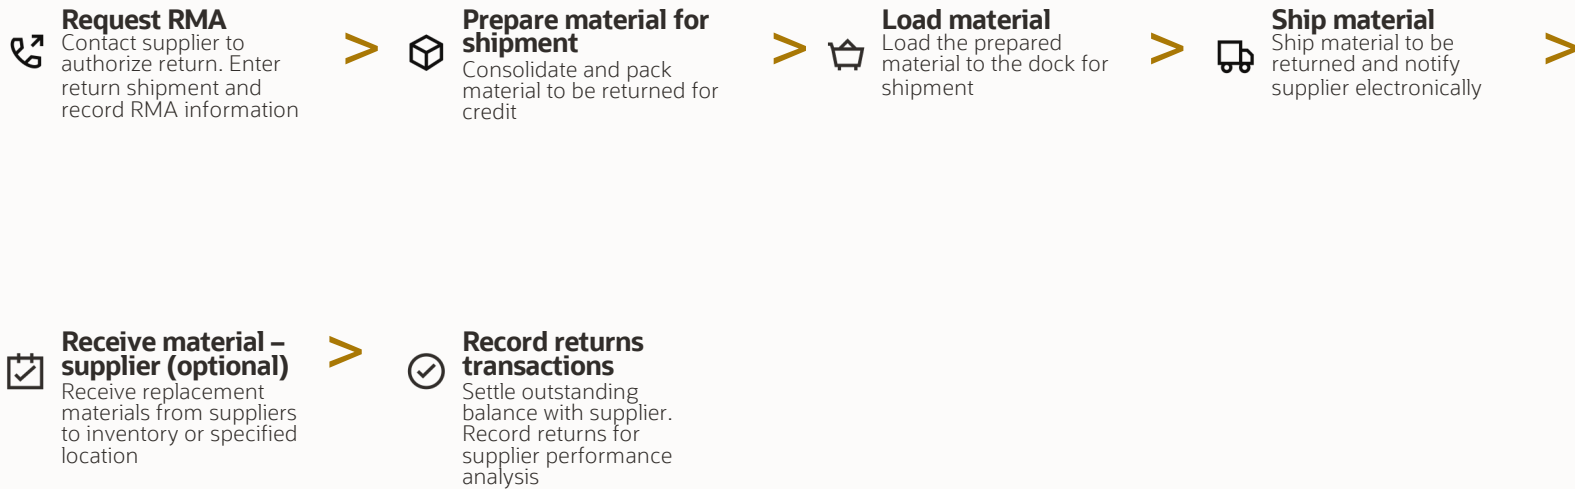 Request RMA
Contact supplier to
authorize return. Enter
return shipment and
record RMA information
>
Prepare material for
shipment
Consolidate and pack
material to be returned for
credit
>
Load material
Load the prepared
material to the dock for
shipment
>
Ship material
Ship material to be
returned and notify
supplier electronically
>
Receive material –
supplier (optional)
Receive replacement
materials from suppliers
to inventory or specified
location
>
Record returns
transactions
Settle outstanding
balance with supplier.
Record returns for
supplier performance
analysis